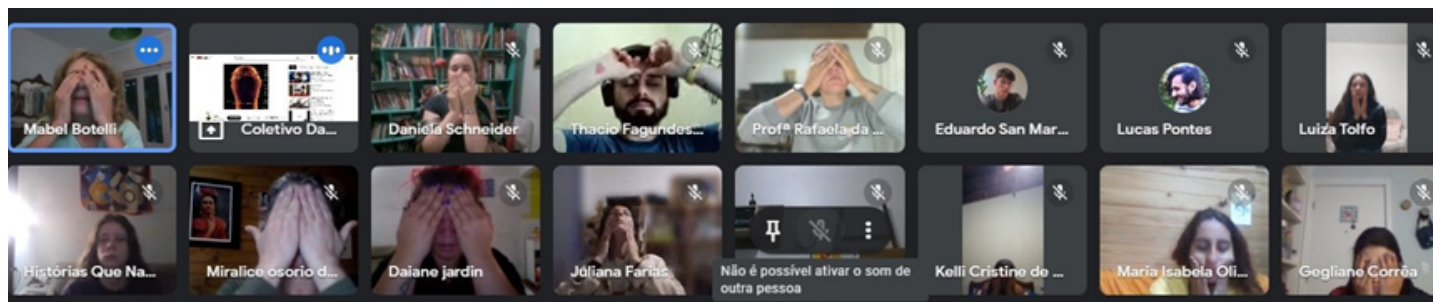 Mabel Botelli
Coletivo Da...
Daniela Schneider
Thacio Fagundes...
Profª Rafaela da ...
Eduardo San Mar...
Lucas Pontes
Luiza Tolfo
Histórias Que Na...
Miralice osorio d...
Daiane jardin
Juliana Farias
Não é possível ativar o som de
outra pessoa
Kelli Cristine de ...
Maria Isabela Oli...
Gegliane Corrêa